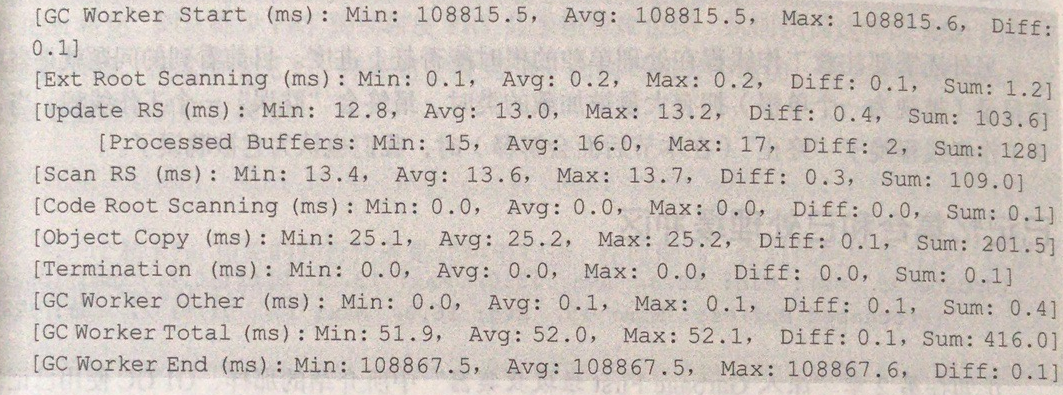 [GC Worker Start (ms): Min: 108815.5, Avg: 108815.5, Max: 108815.6, Diff:
0.1]
[Ext Root Scanning (ms): Min: 0.1, Avg: 0.2, Max: 0.2, Diff: 0.1, Sum: 1.2]
[Update RS (ms): Min: 12.8, Avg: 13.0, Max: 13.2, Diff: 0.4, Sum: 103.6]
[Processed Buffers: Min: 15, Avg: 16.0, Max: 17, Diff: 2, Sum: 128]
[Scan RS (ms): Min: 13.4, Avg: 13.6, Max: 13.7, Diff: 0.3, Sum: 109.0]
[Code Root Scanning (ms): Min: 0.0, Avg: 0.0, Max: 0.0, Diff: 0.0, Sum: 0.1]
[Object Copy (ms): Min: 25.1, Avg: 25.2, Max: 25.2, Diff: 0.1, Sum: 201.5]
[Termination (ms): Min: 0.0, Avg: 0.0, Max: 0.0, Diff: 0.0, Sum: 0.1]
[GC Worker Other (ms): Min: 0.0, Avg: 0.1, Max: 0.1, Diff: 0.1, Sum: 0.4]
[GC Worker Total (ms): Min: 51.9, Avg: 52.0, Max: 52.1, Diff: 0.1, Sum: 416.0]
[GC Worker End (ms): Min: 108867.5, Avg: 108867.5, Max: 108867.6, Diff: 0.1]